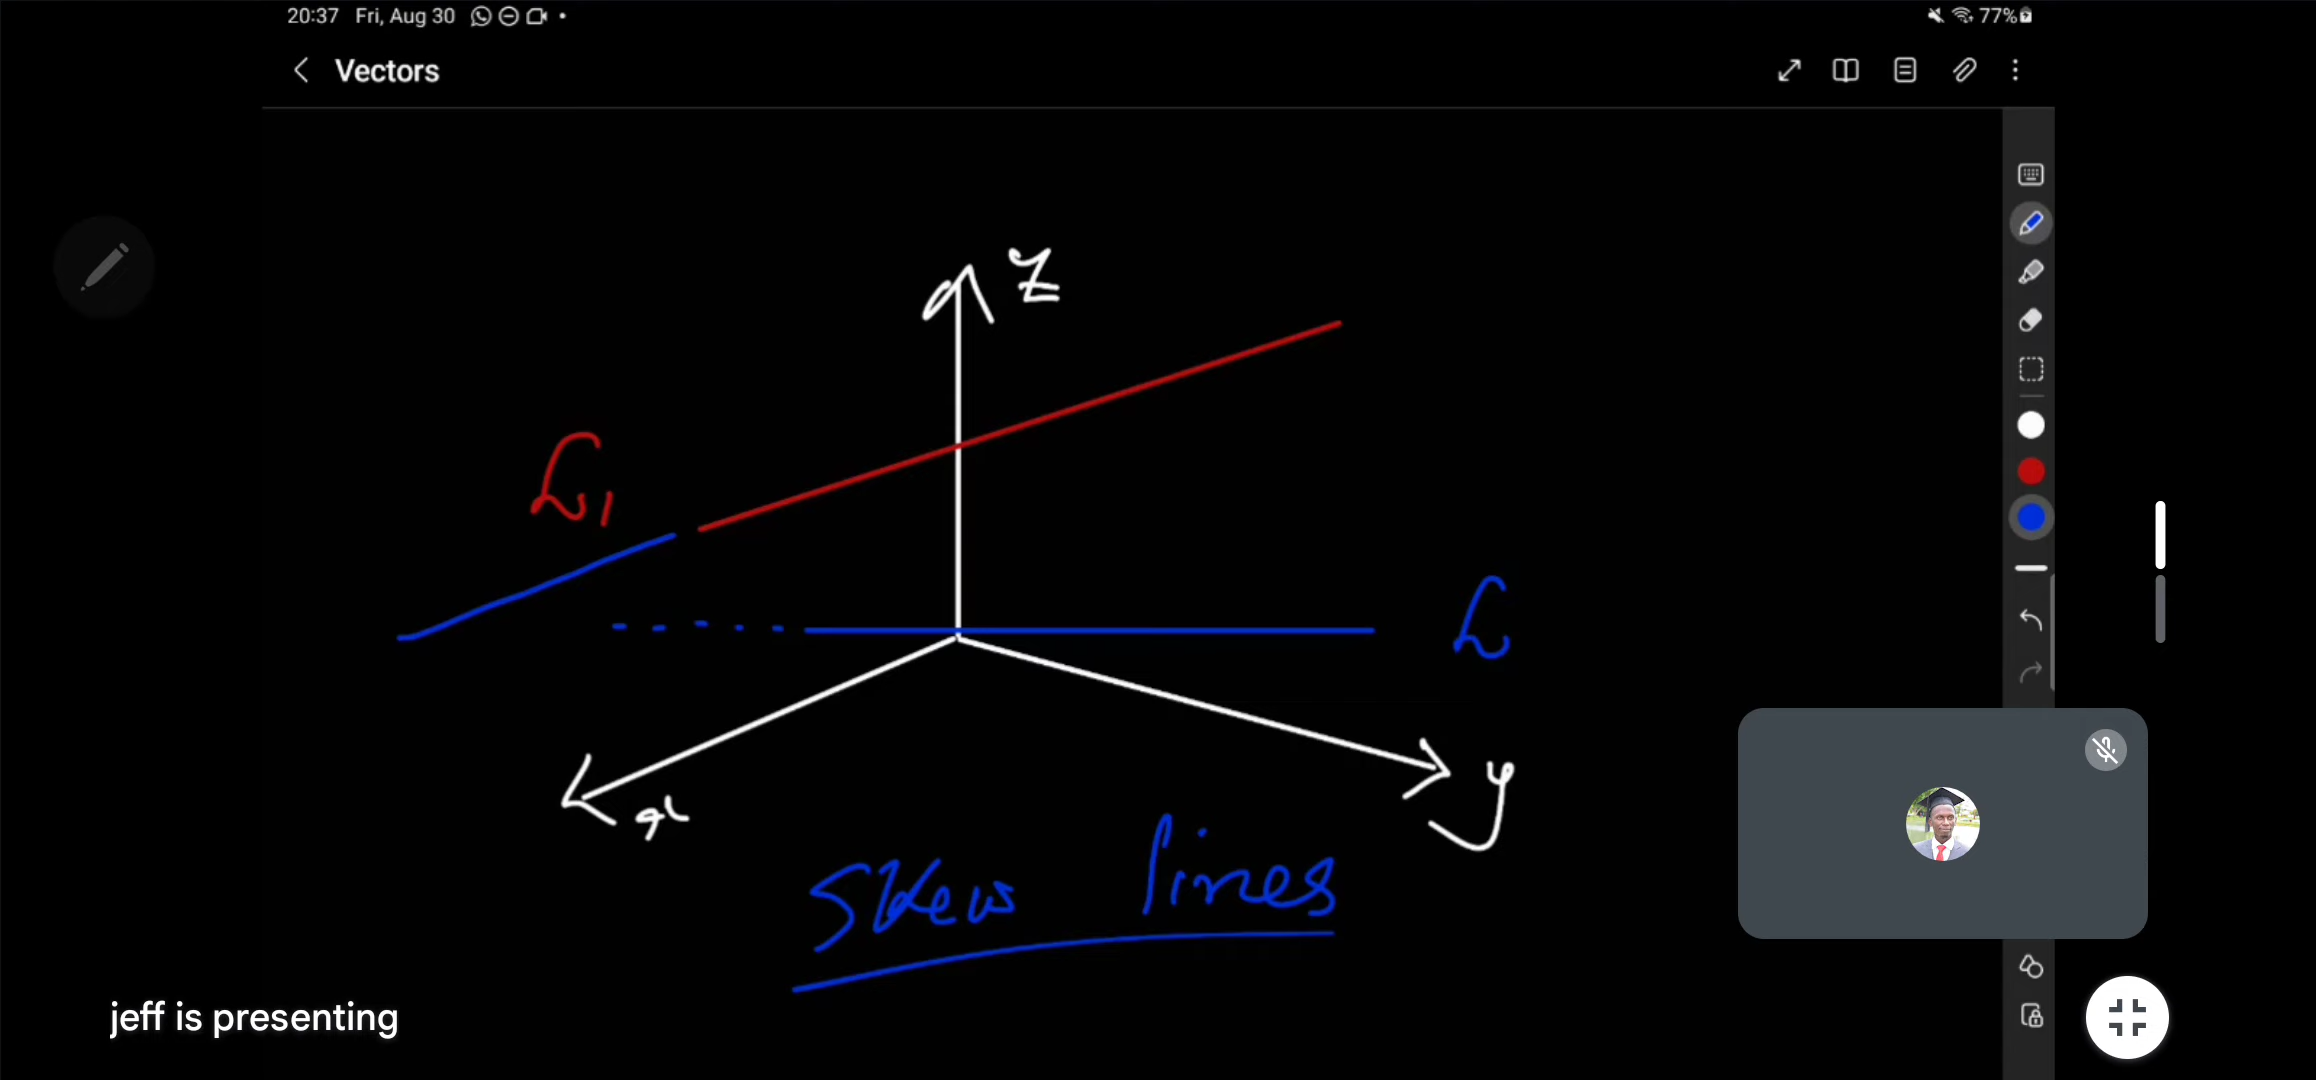 20:37 Fri, Aug 30 77%
Vectors
Z
L1
L
x
y
Skew lines
jeff is presenting